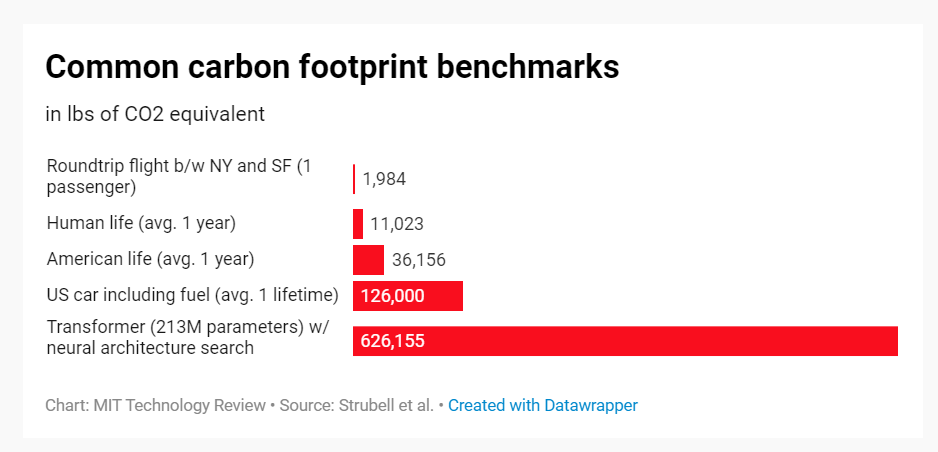 Common carbon footprint benchmarks
in lbs of CO2 equivalent
Roundtrip flight b/w NY and SF (1
passenger)
1,984
Human life (avg. 1 year)
11,023
American life (avg. 1 year)
36,156
US car including fuel (avg. 1 lifetime)
126,000
Transformer (213M parameters) w/
neural architecture search
626,155
Chart: MIT Technology Review • Source: Strubell et al. • Created with Datawrapper